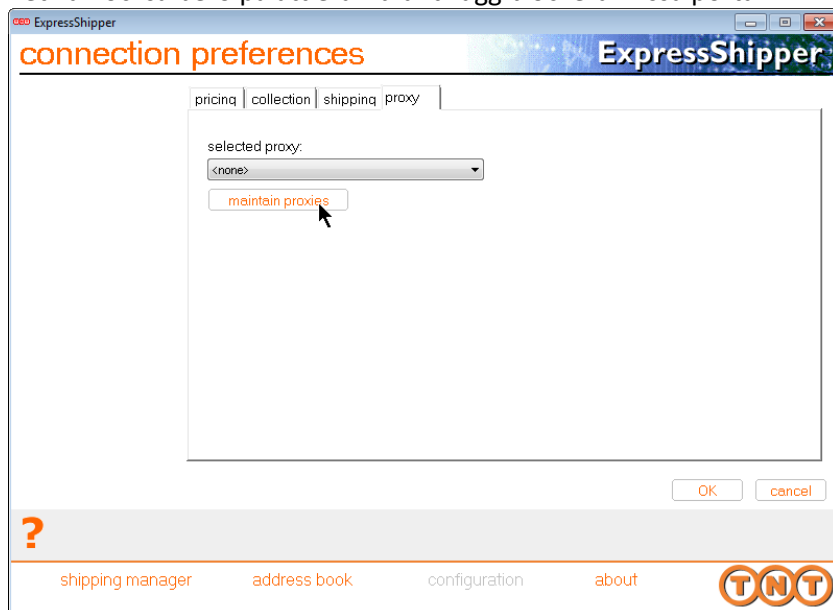 ExpressShipper
connection preferences
ExpressShipper
pricing collection shipping proxy
selected proxy:
<none>
maintain proxies
OK cancel
?
shipping manager address book configuration about
TNT